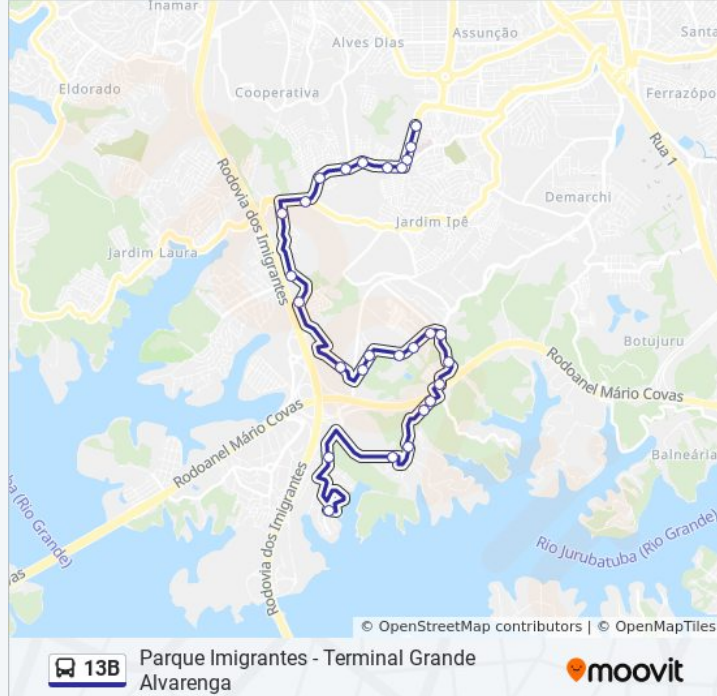 Inamar
Alves Dias
Assunção
Santa
Eldorado
Cooperativa
Ferrazópo
Rua 1
Rodovia dos Imigrantes
Demarchi
Jardim Ipê
Jardim Laura
Botujuru
Rodoanel Mário Covas
Rodoanel Mário Covas
Balneária
ba (Rio Grande)
Rodovia dos Imigrantes
Rio Jurubatuba (Rio Grande)
as
© OpenStreetMap contributors | © OpenMapTiles
13B
Parque Imigrantes - Terminal Grande
Alvarenga
moovit